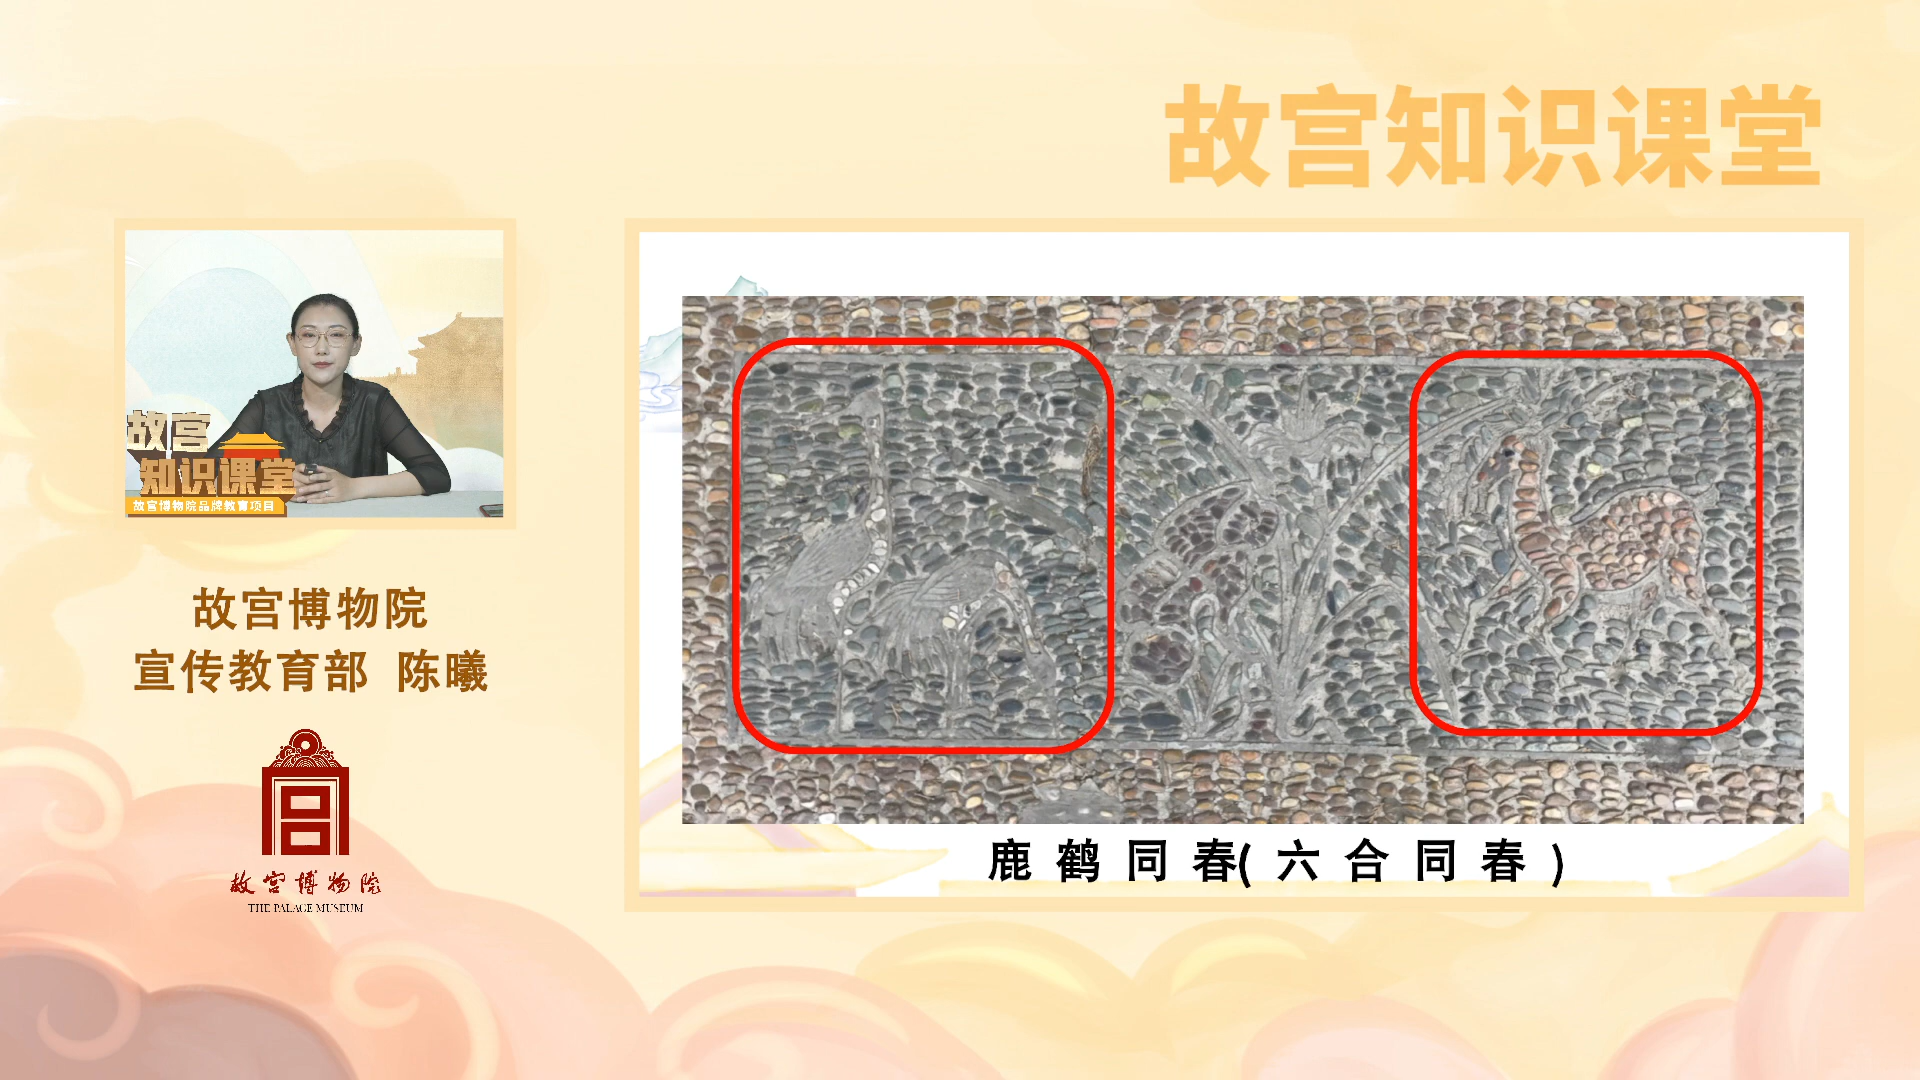 故宫知识课堂
故宫
知识课堂
故宫博物院品牌教育项目
故宫博物院
宣传教育部 陈曦
故宫博物院
THE PALACE MUSEUM
鹿鹤同春(六合同春)